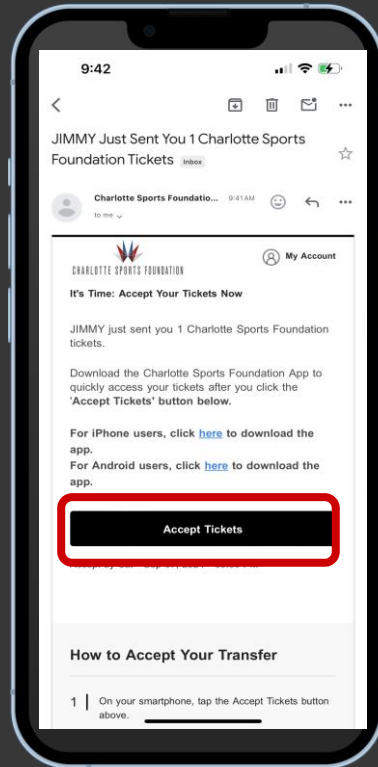 9:42
JIMMY Just Sent You 1 Charlotte Sports
Foundation Tickets Inbox
Charlotte Sports Foundatio... 9:41 AM
to me
CHARLOTTE SPORTS FOUNDATION
My Account
It's Time: Accept Your Tickets Now
JIMMY just sent you 1 Charlotte Sports Foundation
tickets.
Download the Charlotte Sports Foundation App to
quickly access your tickets after you click the
'Accept Tickets' button below.
For iPhone users, click here to download the
app.
For Android users, click here to download the
app.
Accept Tickets
How to Accept Your Transfer
1 On your smartphone, tap the Accept Tickets button
above.